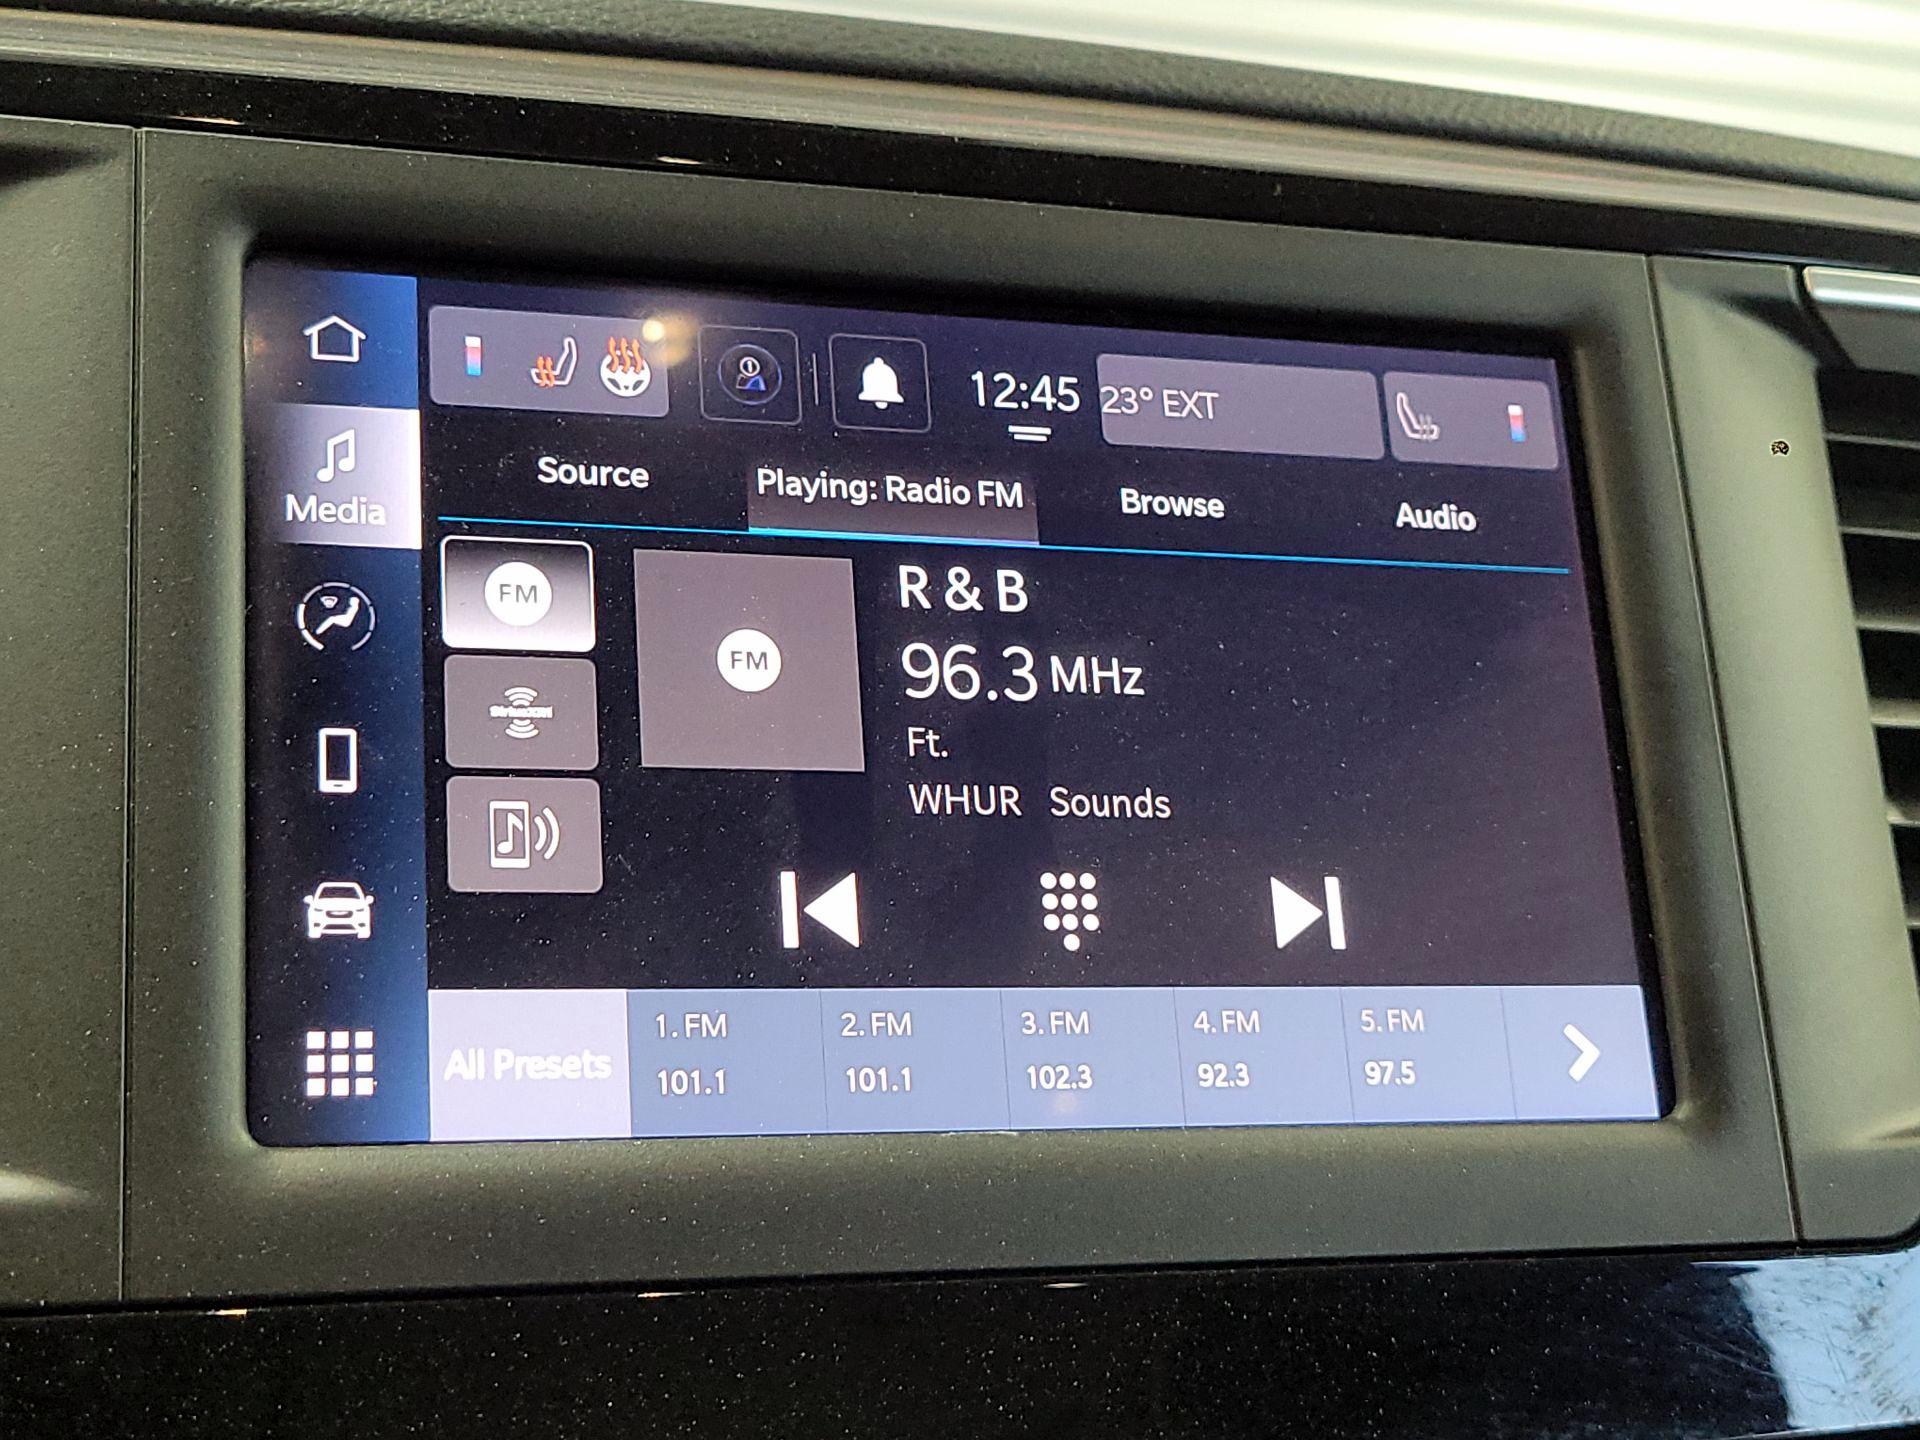 12:45
23° EXT
Source
Playing: Radio FM
Browse
Audio
Media
FM
FM
R & B
96.3 MHz
Ft.
WHUR Sounds
All Presets
1. FM
101.1
2. FM
101.1
3. FM
102.3
4. FM
92.3
5. FM
97.5